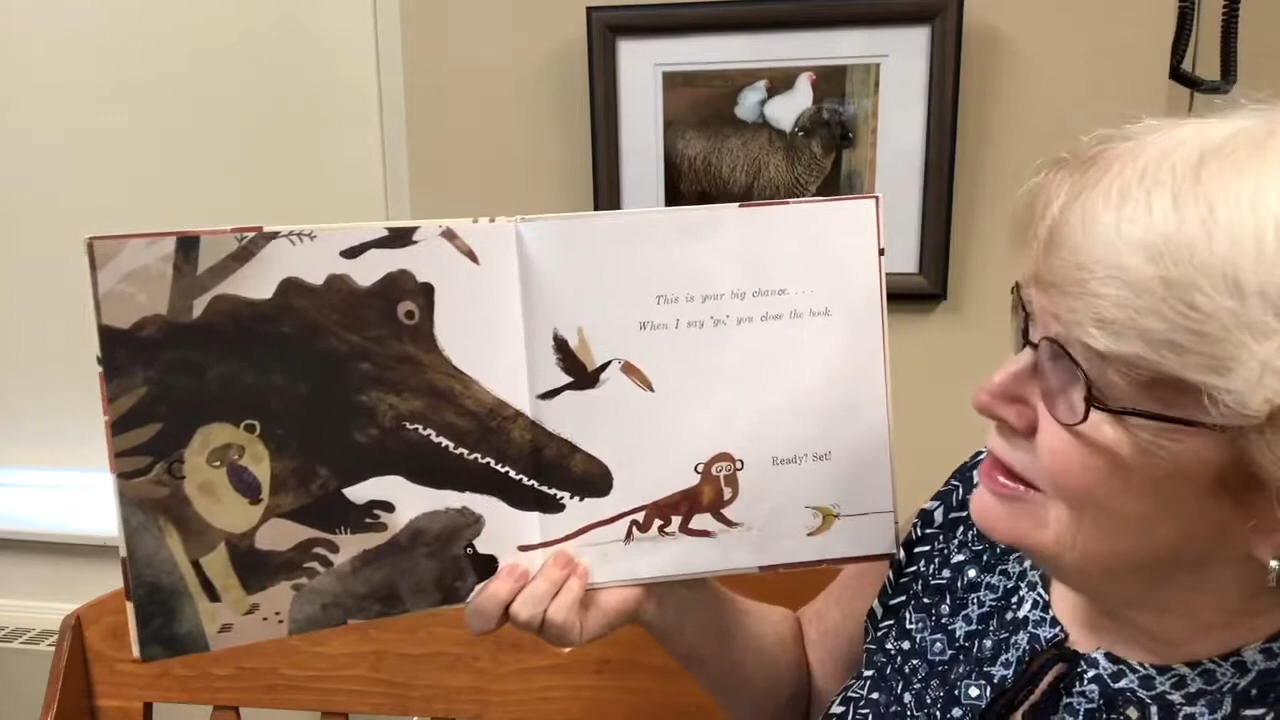 This is your big chance. . . .
When I say "go," you close the book.
Ready? Set!